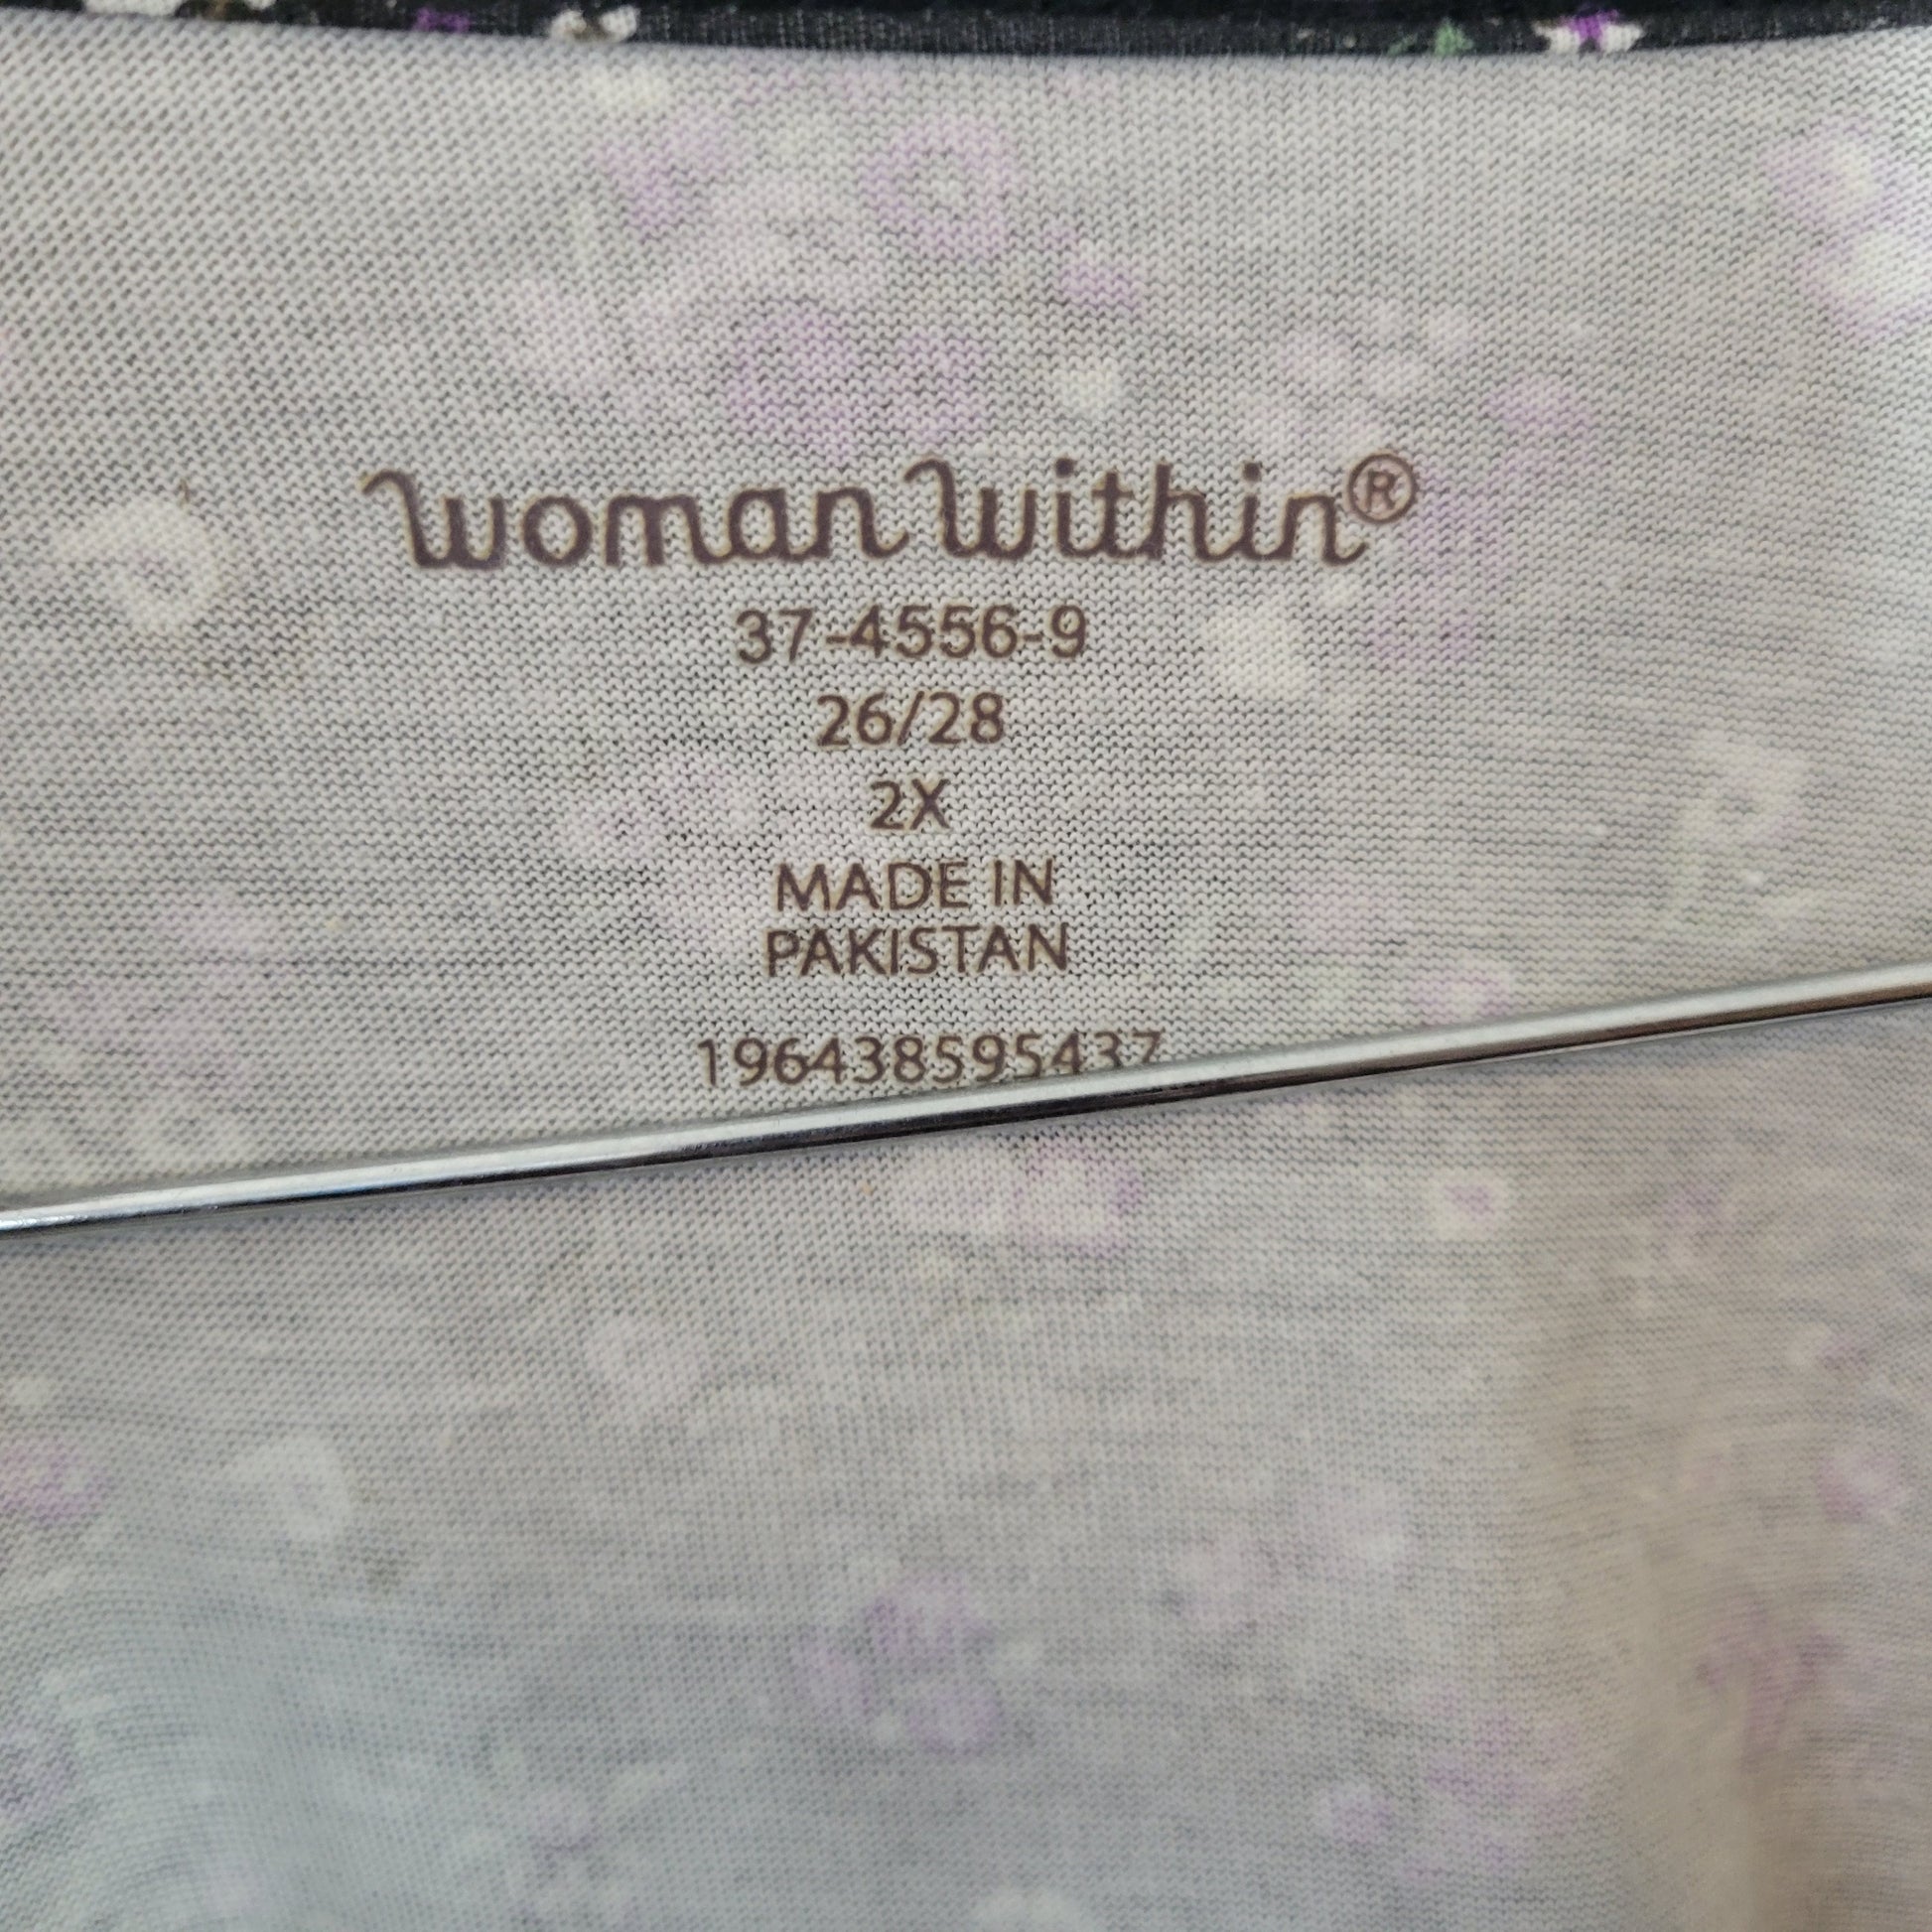 woman within®
37-4556-9
26/28
2X
MADE IN
PAKISTAN
196438595437